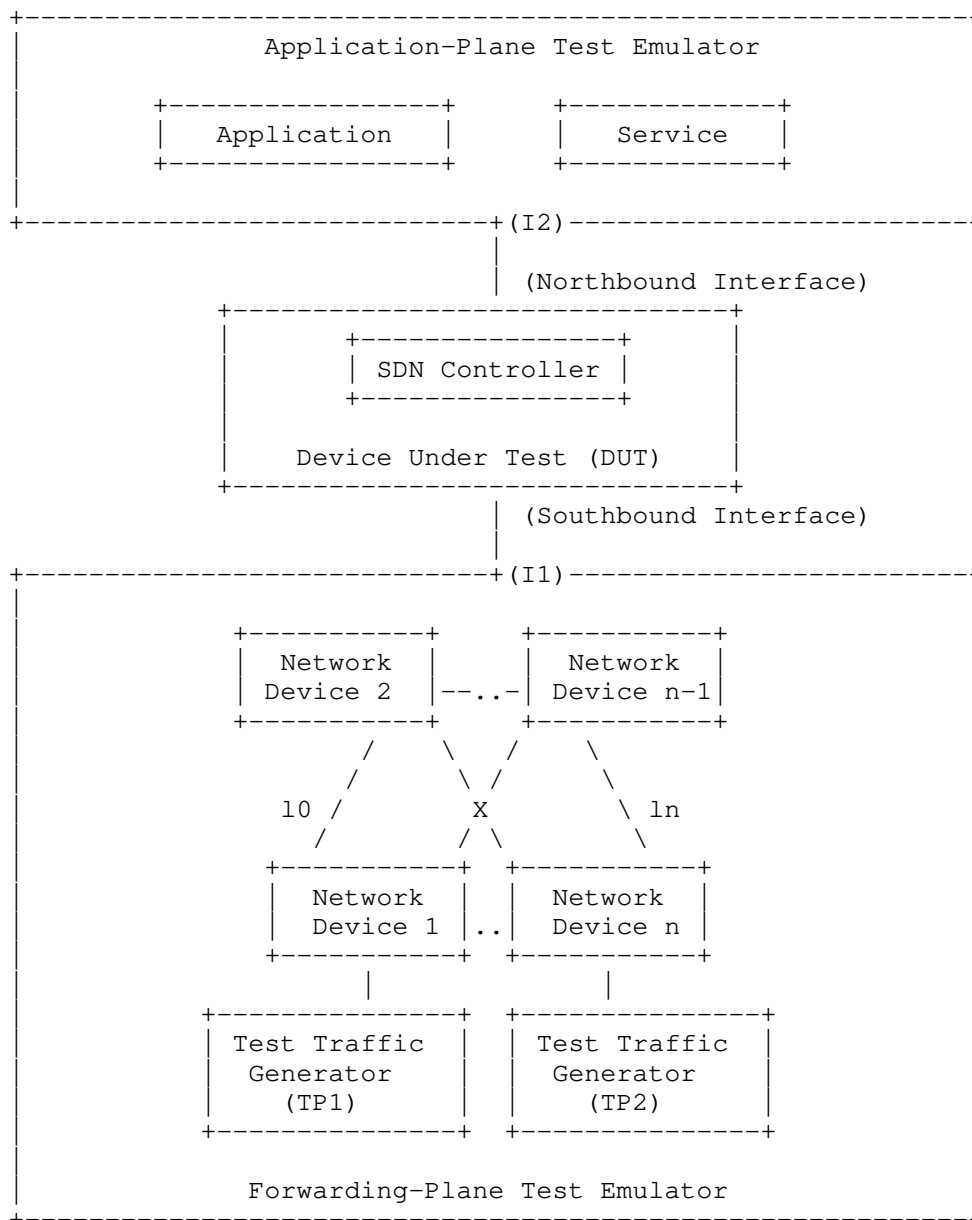 Application-Plane Test Emulator
Application Service
(I2)
(Northbound Interface)
SDN Controller
Device Under Test (DUT)
(Southbound Interface)
(I1)
Network Network
Device 2 --..- Device n-1
l0 X ln
Network Network
Device 1 .. Device n
Test Traffic Test Traffic
Generator Generator
(TP1) (TP2)
Forwarding-Plane Test Emulator